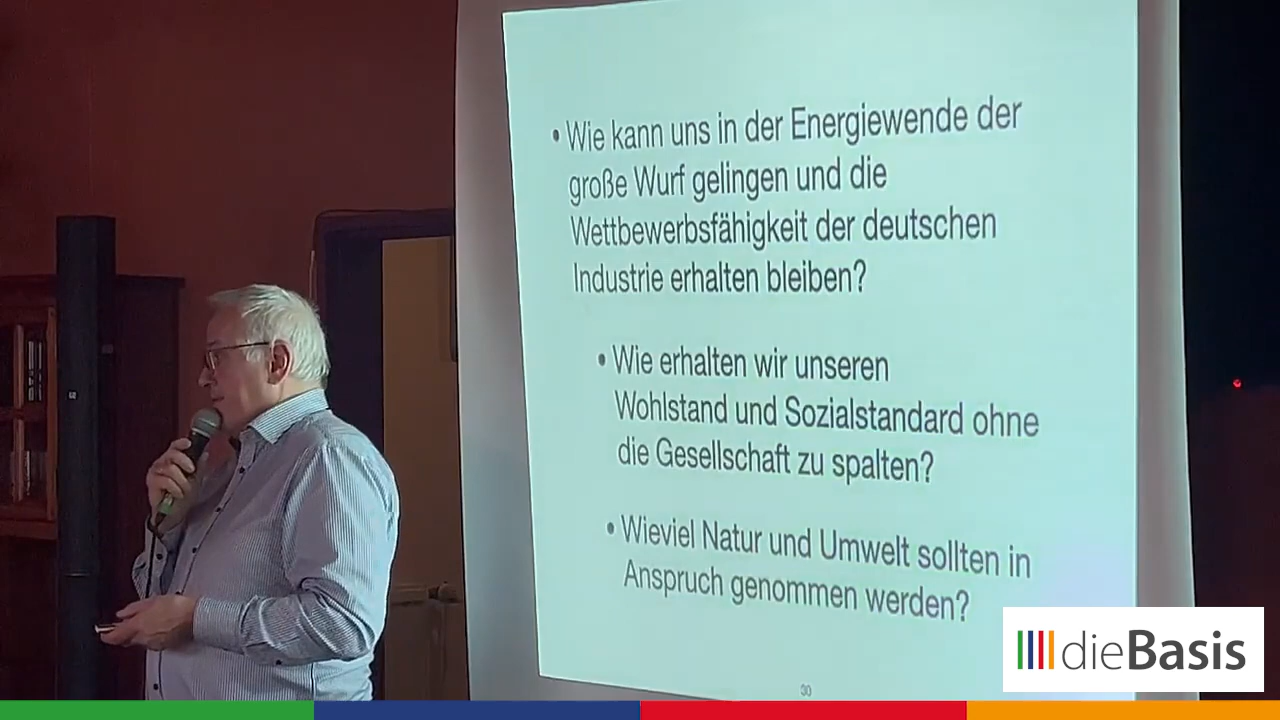 • Wie kann uns in der Energiewende der
große Wurf gelingen und die
Wettbewerbsfähigkeit der deutschen
Industrie erhalten bleiben?
• Wie erhalten wir unseren
Wohlstand und Sozialstandard ohne
die Gesellschaft zu spalten?
• Wieviel Natur und Umwelt sollten in
Anspruch genommen werden?
30
dieBasis